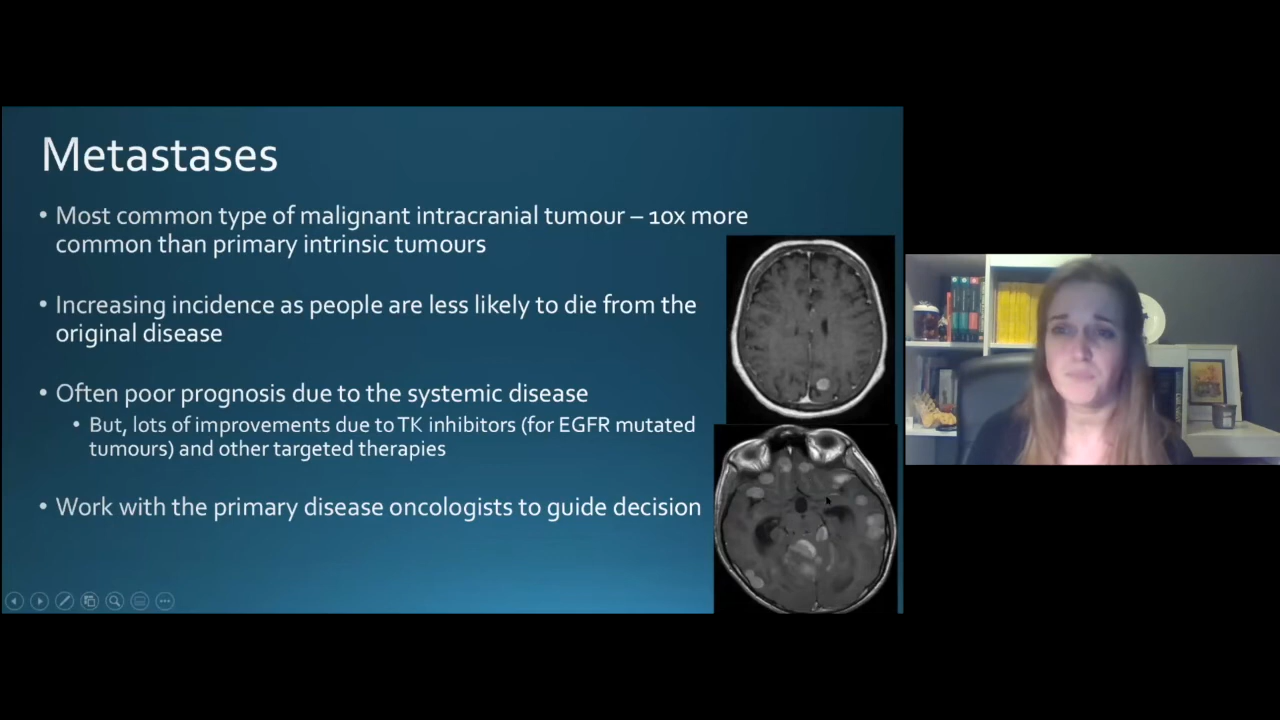 Metastases
• Most common type of malignant intracranial tumour – 10x more
common than primary intrinsic tumours
• Increasing incidence as people are less likely to die from the
original disease
• Often poor prognosis due to the systemic disease
• But, lots of improvements due to TK inhibitors (for EGFR mutated
tumours) and other targeted therapies
• Work with the primary disease oncologists to guide decision